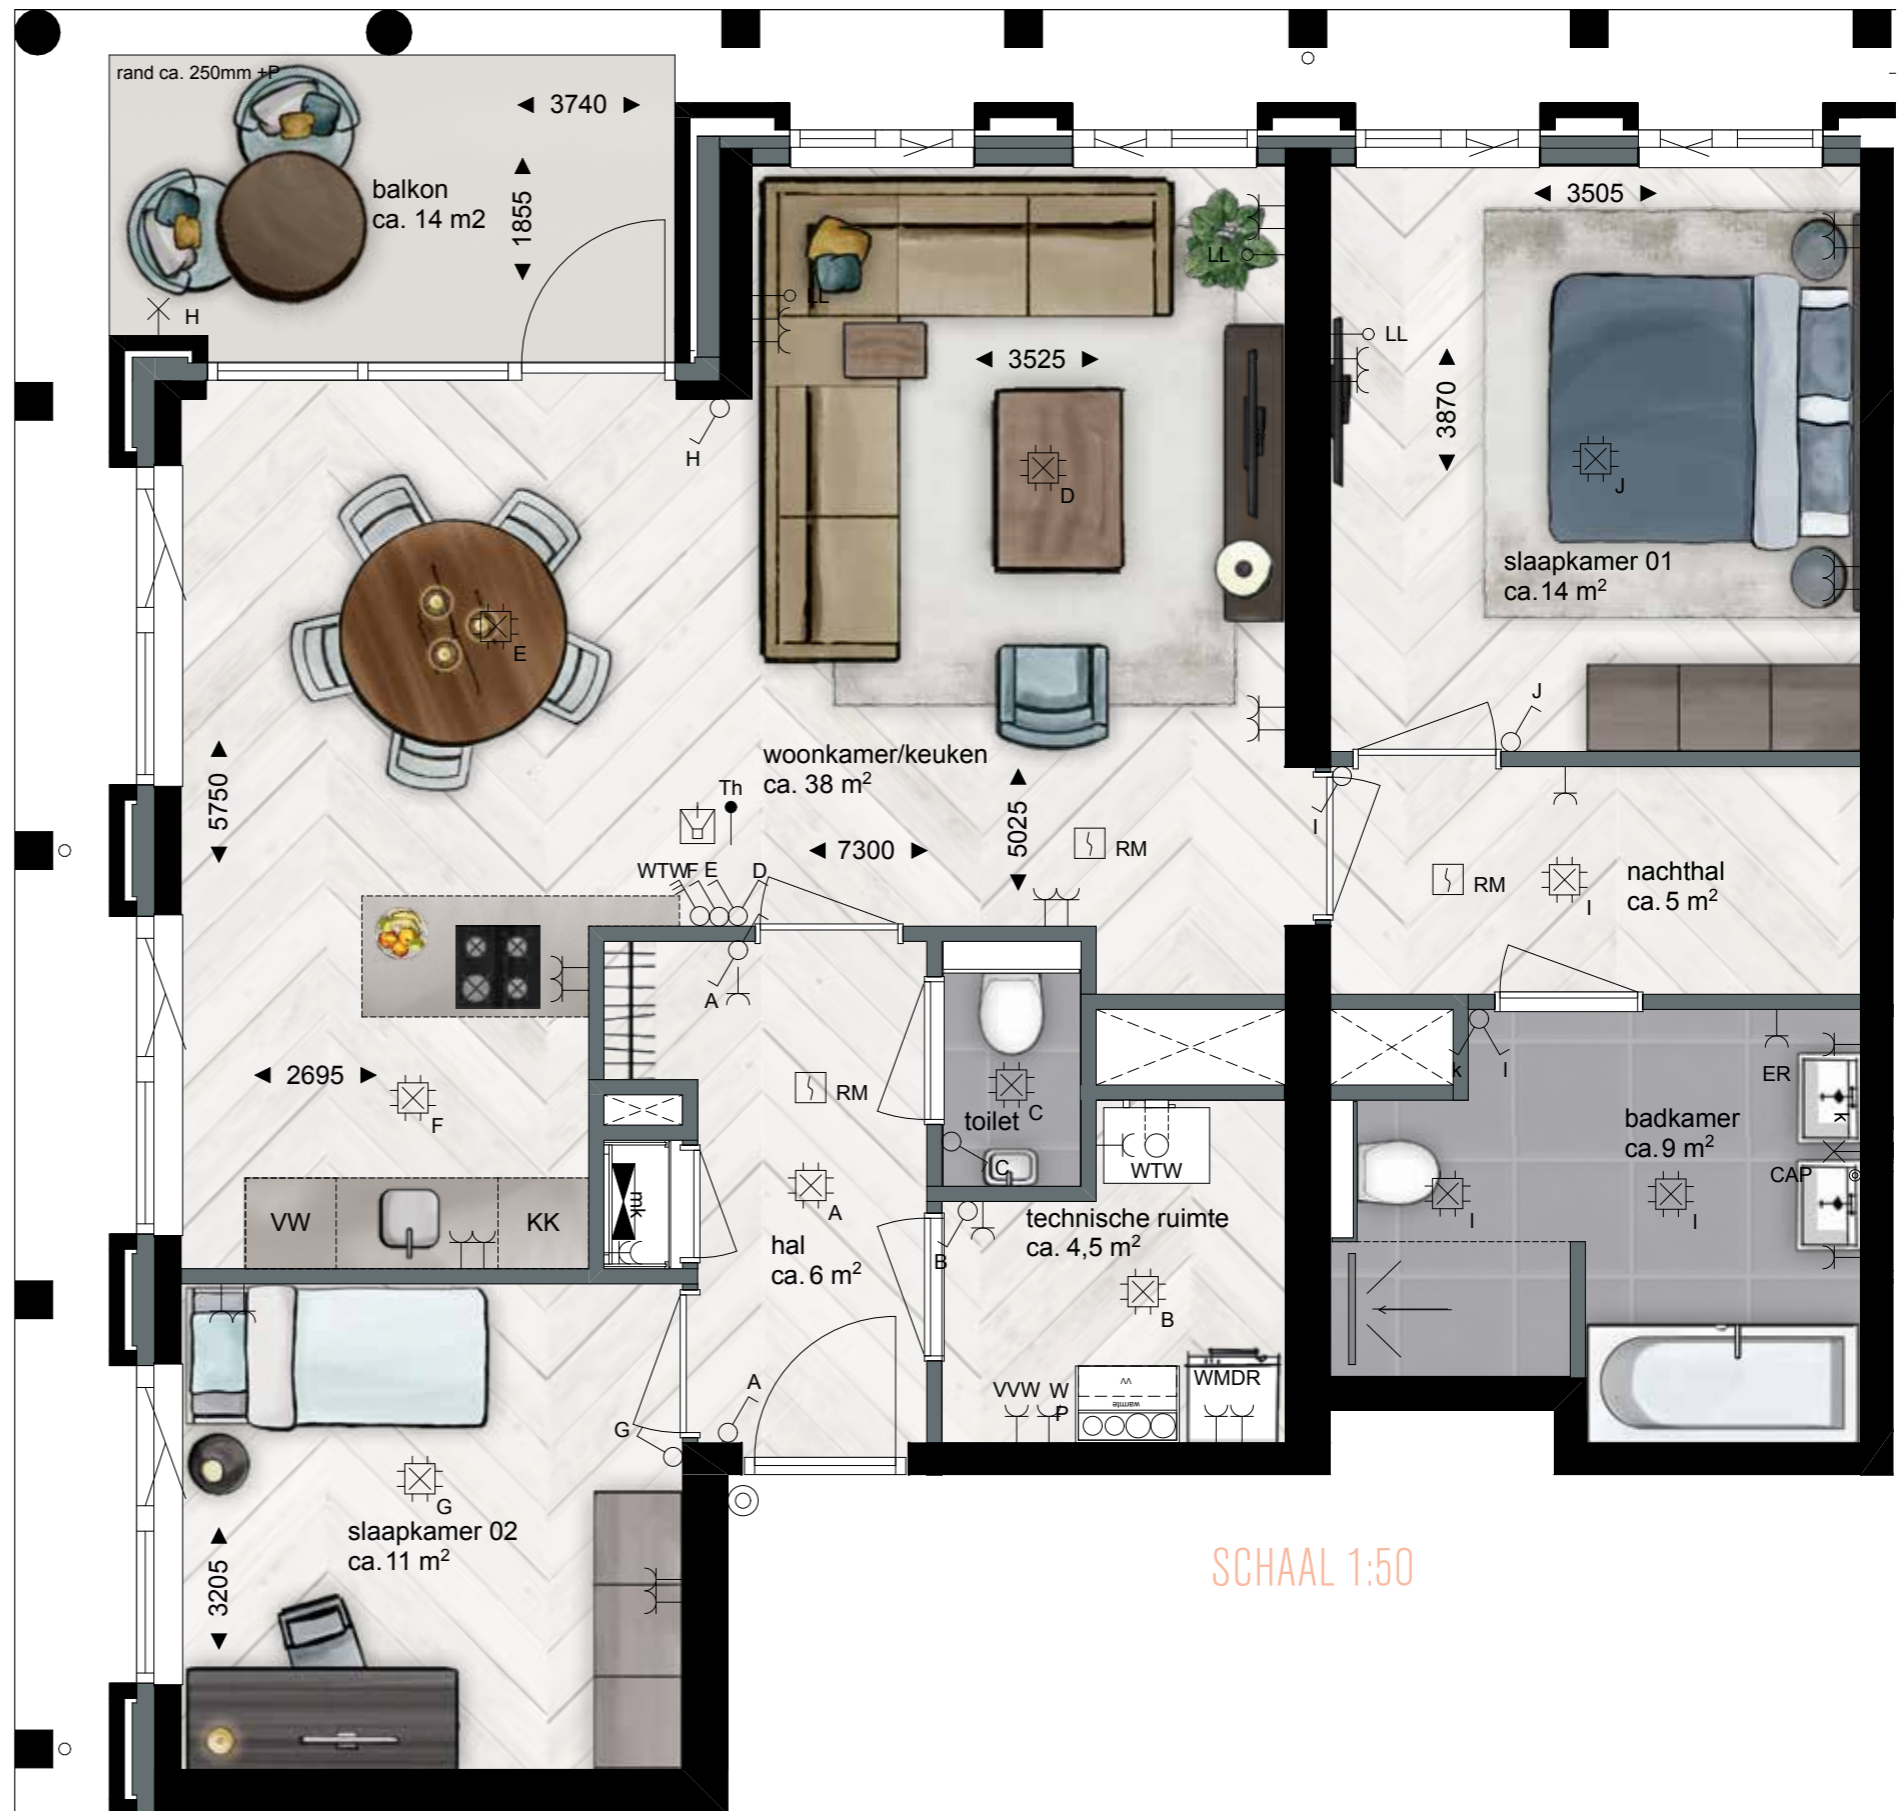 rand ca. 250mm +P
3740
balkon
ca. 14 m2
1855
H
3505
LL
LL
LL
3525
3870
H
D
J
slaapkamer 01
ca. 14 m²
E
J
woonkamer/keuken
ca. 38 m²
5750
Th
5025
7300
RM
I
WTW F E D
nachthal
ca. 5 m²
RM
I
A
2695
F
RM
C
toilet
C
k I
ER
k
badkamer
ca. 9 m²
CAP
I
I
WTW
VW
KK
mk
A
hal
ca. 6 m²
B
technische ruimte
ca. 4,5 m²
B
A
G
VVW W
P
VV
warmte
WMDR
G
slaapkamer 02
ca. 11 m²
3205
SCHAAL 1:50